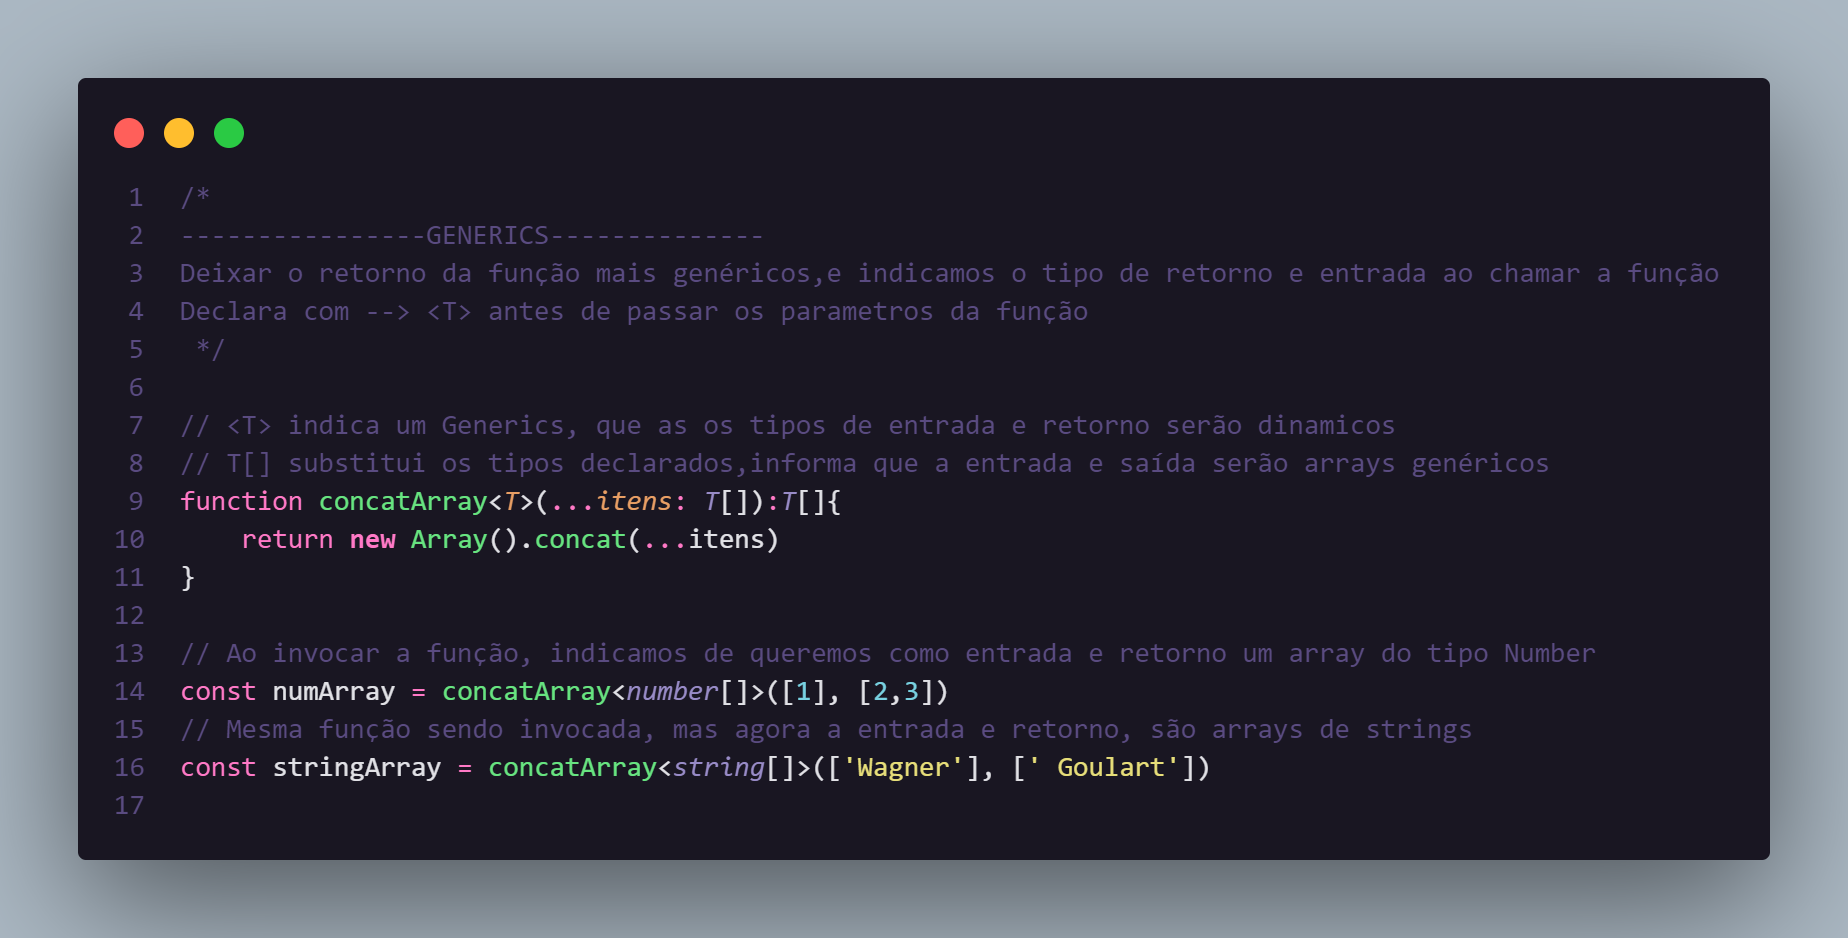 1 /*
2 ----------------GENERICS--------------
3 Deixar o retorno da função mais genéricos,e indicamos o tipo de retorno e entrada ao chamar a função
4 Declara com --> <T> antes de passar os parametros da função
5  */
6
7 // <T> indica um Generics, que as os tipos de entrada e retorno serão dinamicos
8 // T[] substitui os tipos declarados,informa que a entrada e saída serão arrays genéricos
9 function concatArray<T>(...itens: T[]):T[]{
10     return new Array().concat(...itens)
11 }
12
13 // Ao invocar a função, indicamos de queremos como entrada e retorno um array do tipo Number
14 const numArray = concatArray<number[]>([1], [2,3])
15 // Mesma função sendo invocada, mas agora a entrada e retorno, são arrays de strings
16 const stringArray = concatArray<string[]>(['Wagner'], [' Goulart'])
17